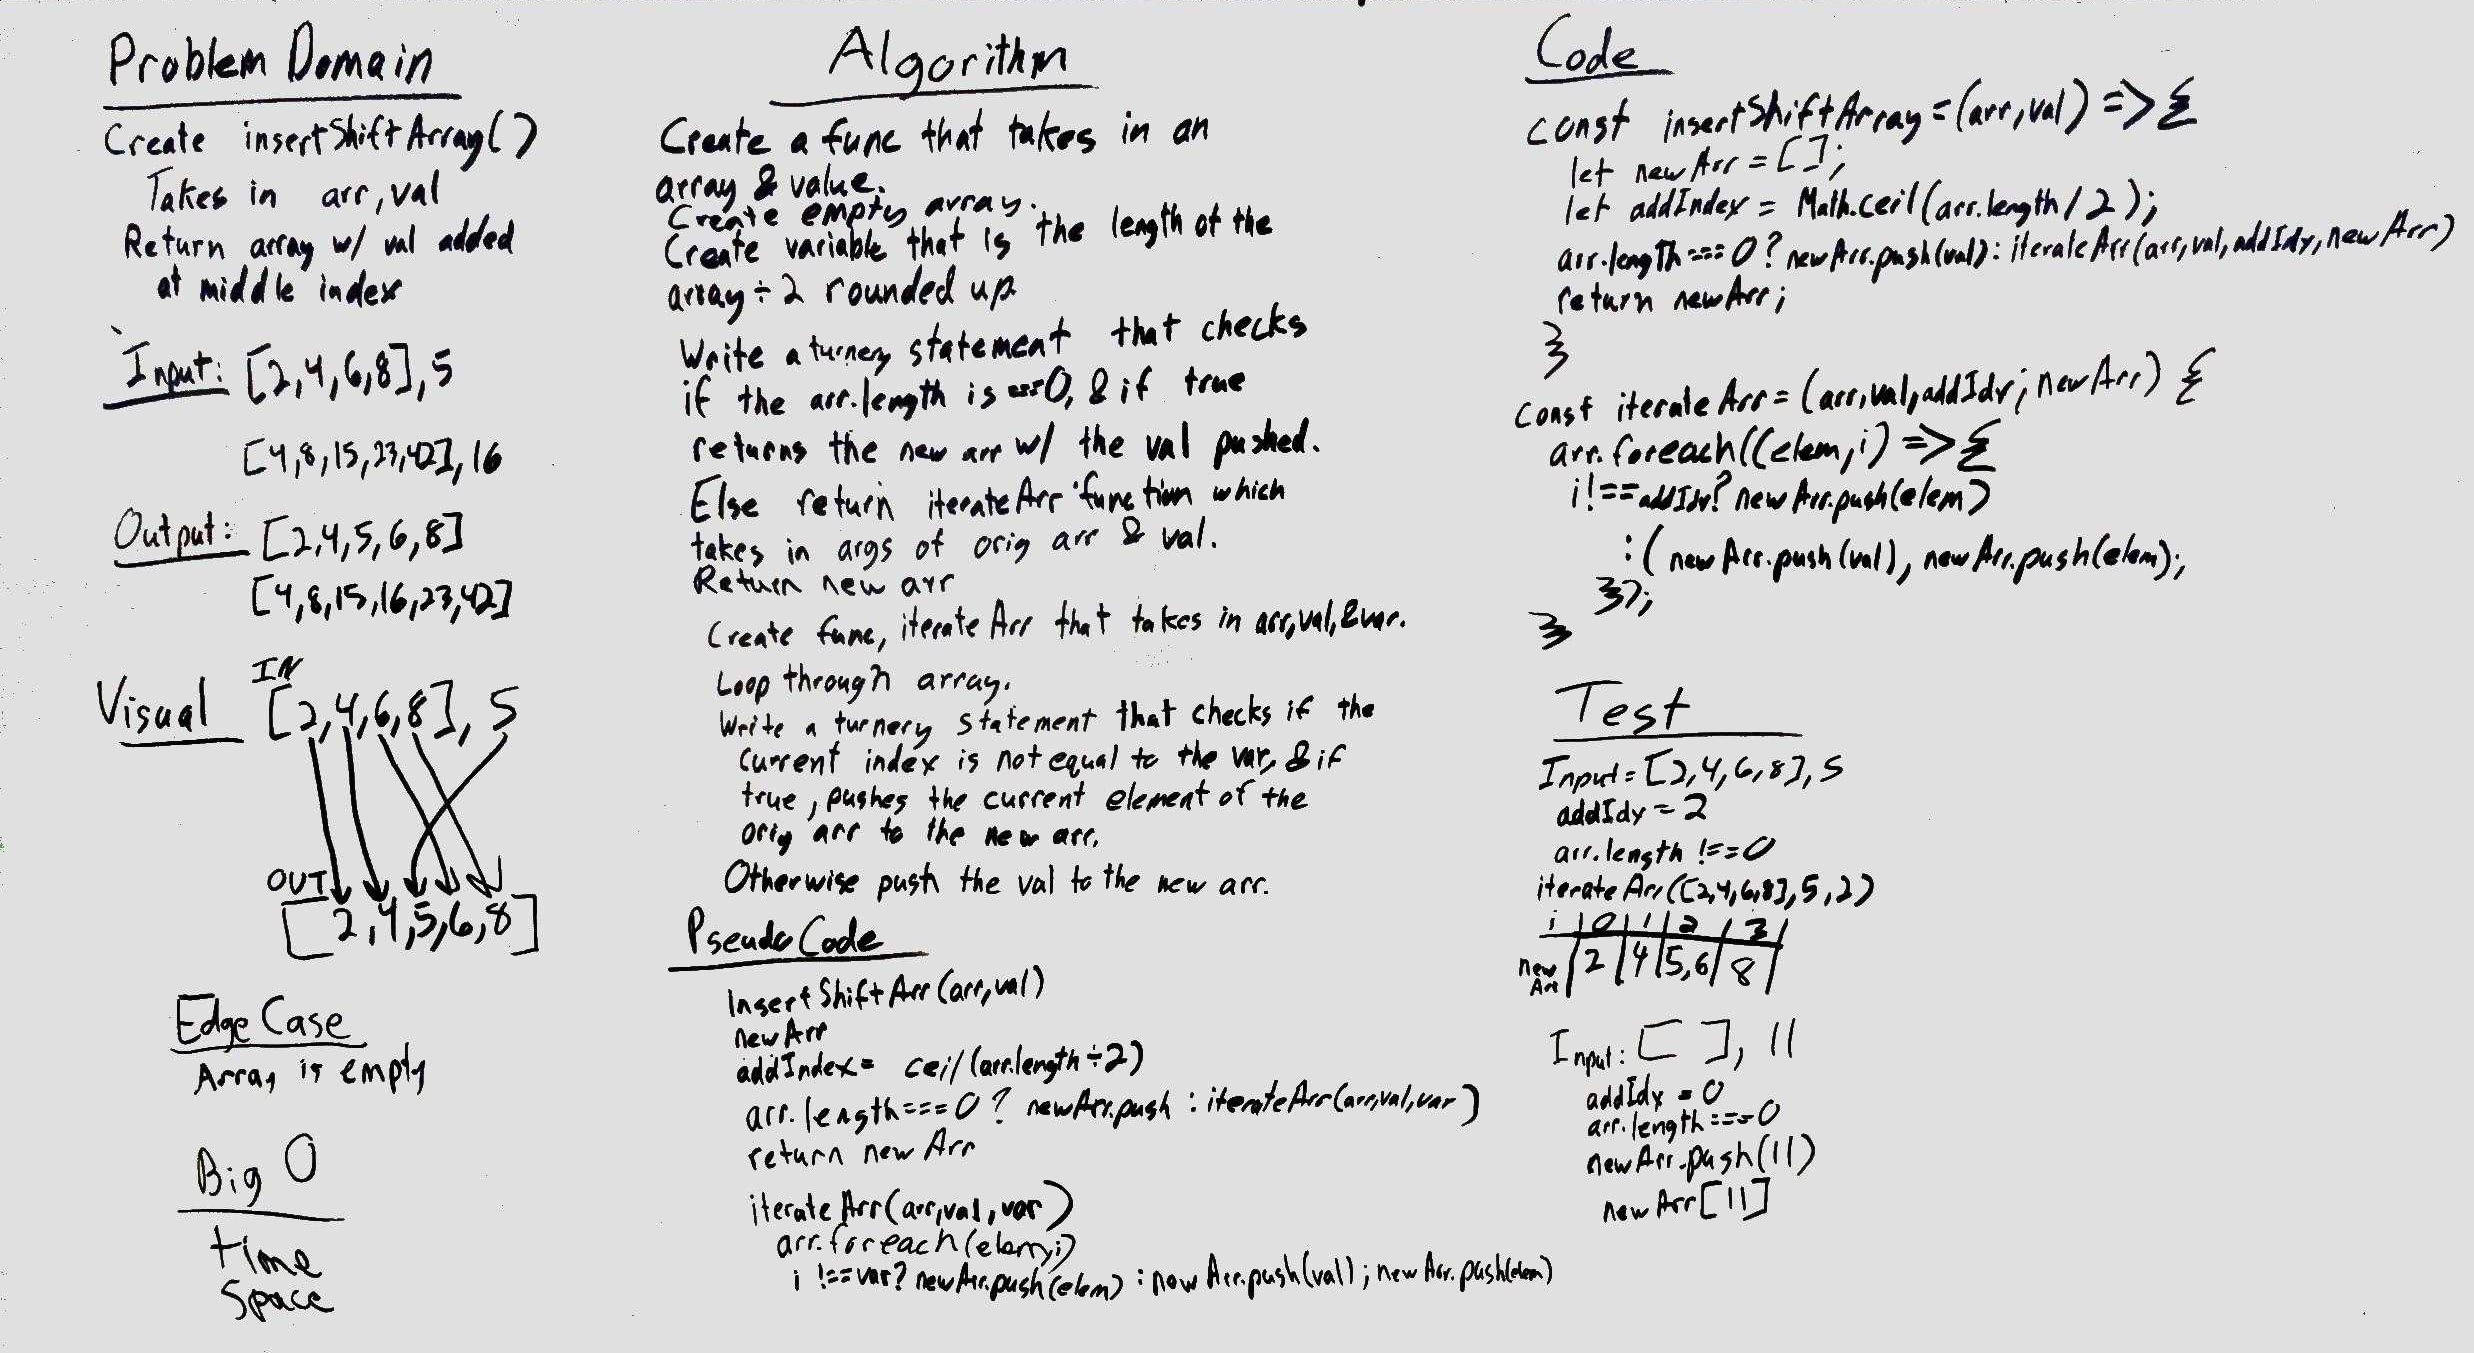 Problem Domain
Create insertShiftArray()
Takes in arr, val
Return array w/ val added
at middle index
Input: [2,4,6,8], 5
[4,8,15,23,42], 16
Output: [2,4,5,6,8]
[4,8,15,16,23,42]
Visual
IN
[2,4,6,8], 5
OUT
[2,4,5,6,8]
Edge Case
Array is empty
Big O
time
Space
Algorithm
Create a func that takes in an
array & value.
Create empty array.
Create variable that is the length of the
array ÷ 2 rounded up
Write a turnery statement that checks
if the arr.length is ===0, & if true
returns the new arr w/ the val pushed.
Else return iterateArr function which
takes in args of orig arr & val.
Return new arr
Create func, iterateArr that takes in arr,val,&var.
Loop through array.
Write a turnery statement that checks if the
current index is not equal to the var, & if
true, pushes the current element of the
orig arr to the new arr.
Otherwise push the val to the new arr.
PseudoCode
InsertShiftArr(arr,val)
newArr
addIndex= ceil(arr.length÷2)
arr.length===0 ? newArr.push : iterateArr(arr,val,var)
return newArr
iterateArr(arr,val,var)
arr.foreach(elem,i)
i !==var? newArr.push(elem) : newArr.push(val); newArr.push(elem)
Code
const insertShiftArray=(arr,val) => {
let newArr = [];
let addIndex = Math.ceil(arr.length/2);
arr.length===0? newArr.push(val): iterateArr(arr,val,addIdx,newArr)
return newArr;
}
const iterateArr = (arr,val,addIdx,newArr) {
arr.foreach((elem,i) => {
i!==addIdx? newArr.push(elem)
:( newArr.push(val), newArr.push(elem);
});
}
Test
Input=[2,4,6,8], 5
addIdx = 2
arr.length !==0
iterateArr([2,4,6,8],5,2)
i | 0 | 1 | 2 | 3 |
new Arr | 2 | 4 | 5,6 | 8 |
Input: [ ], 11
addIdx = 0
arr.length===0
newArr.push(11)
newArr[11]